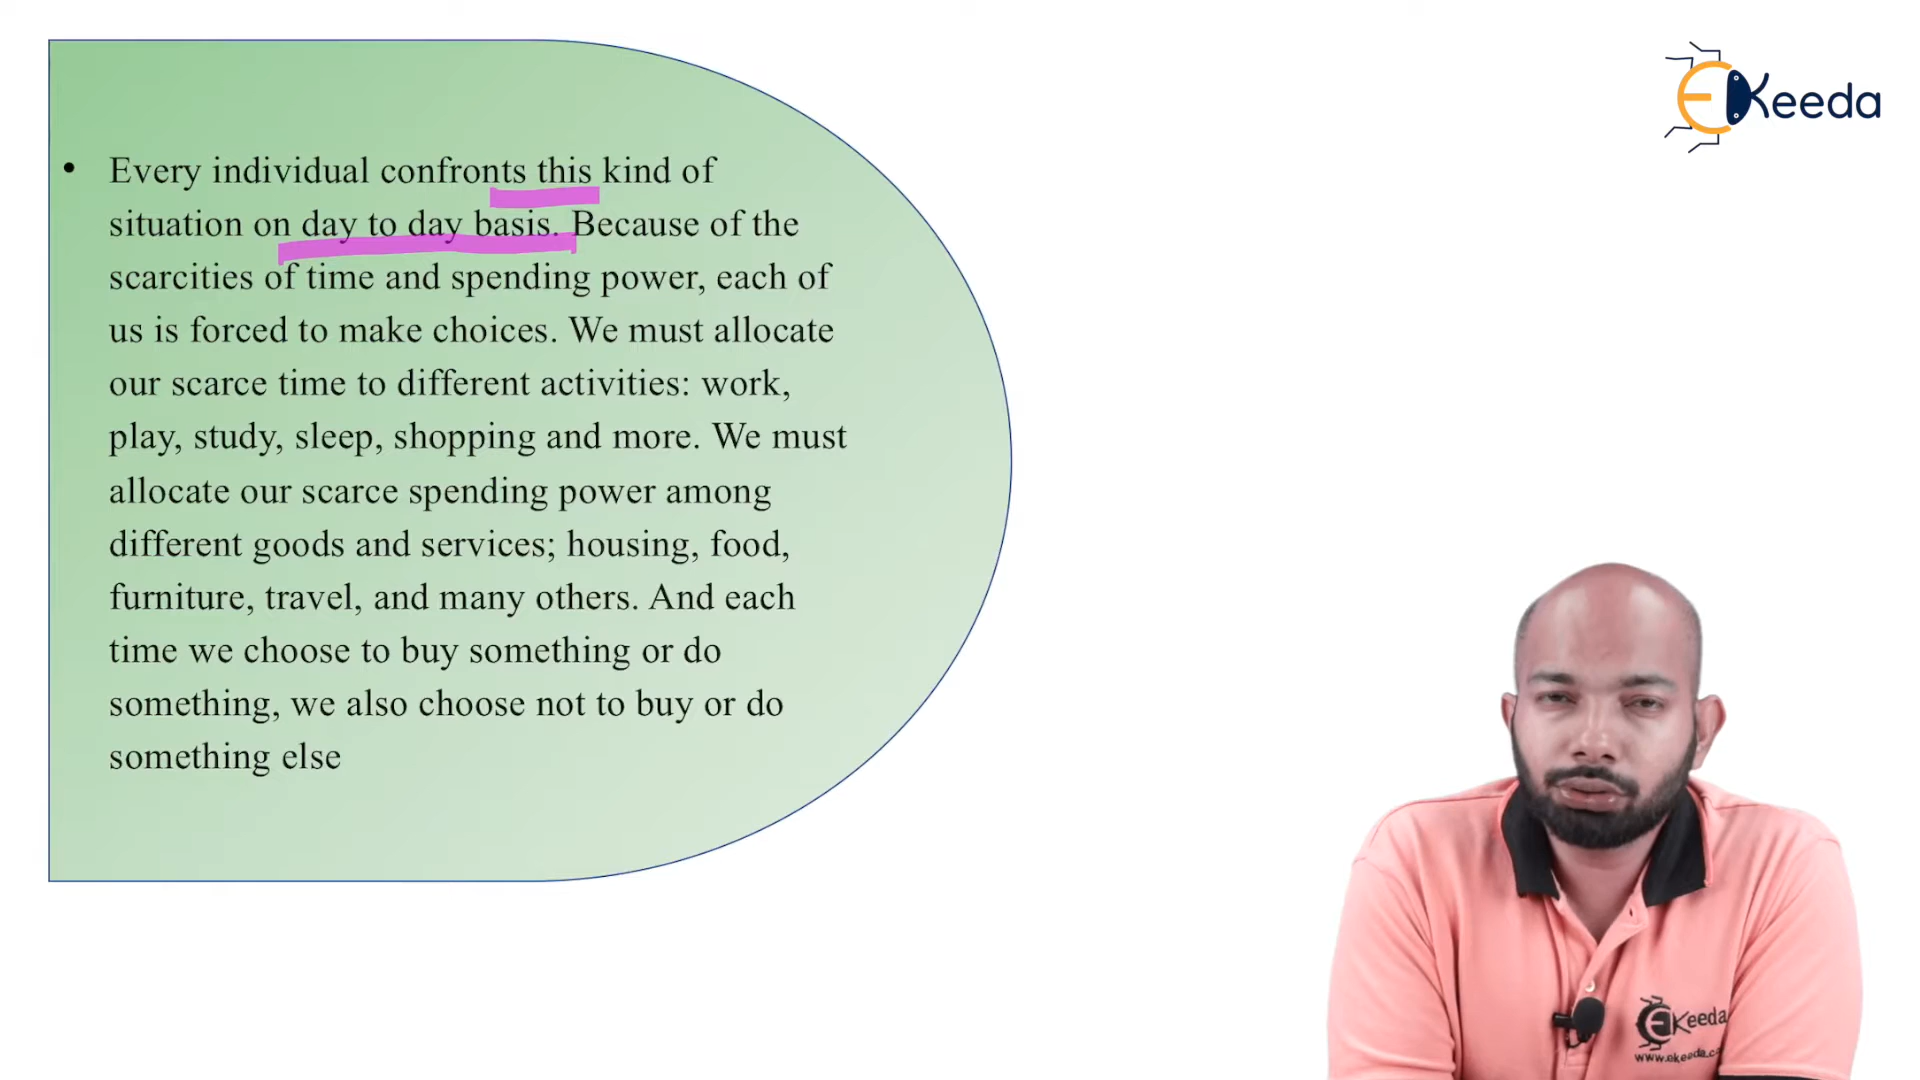 Keeda
• Every individual confronts this kind of
situation on day to day basis. Because of the
scarcities of time and spending power, each of
us is forced to make choices. We must allocate
our scarce time to different activities: work,
play, study, sleep, shopping and more. We must
allocate our scarce spending power among
different goods and services; housing, food,
furniture, travel, and many others. And each
time we choose to buy something or do
something, we also choose not to buy or do
something else
Keeda